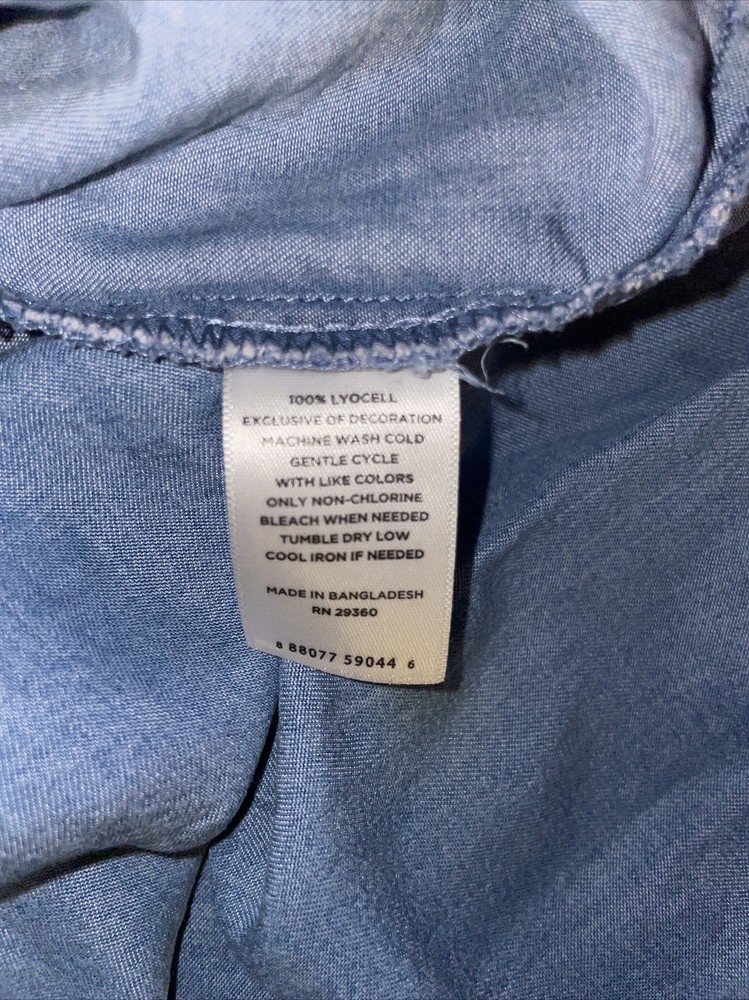 100% LYOCELL
EXCLUSIVE OF DECORATION
MACHINE WASH COLD
GENTLE CYCLE
WITH LIKE COLORS
ONLY NON-CHLORINE
BLEACH WHEN NEEDED
TUMBLE DRY LOW
COOL IRON IF NEEDED
MADE IN BANGLADESH
RN 29360
8 88077 59044 6